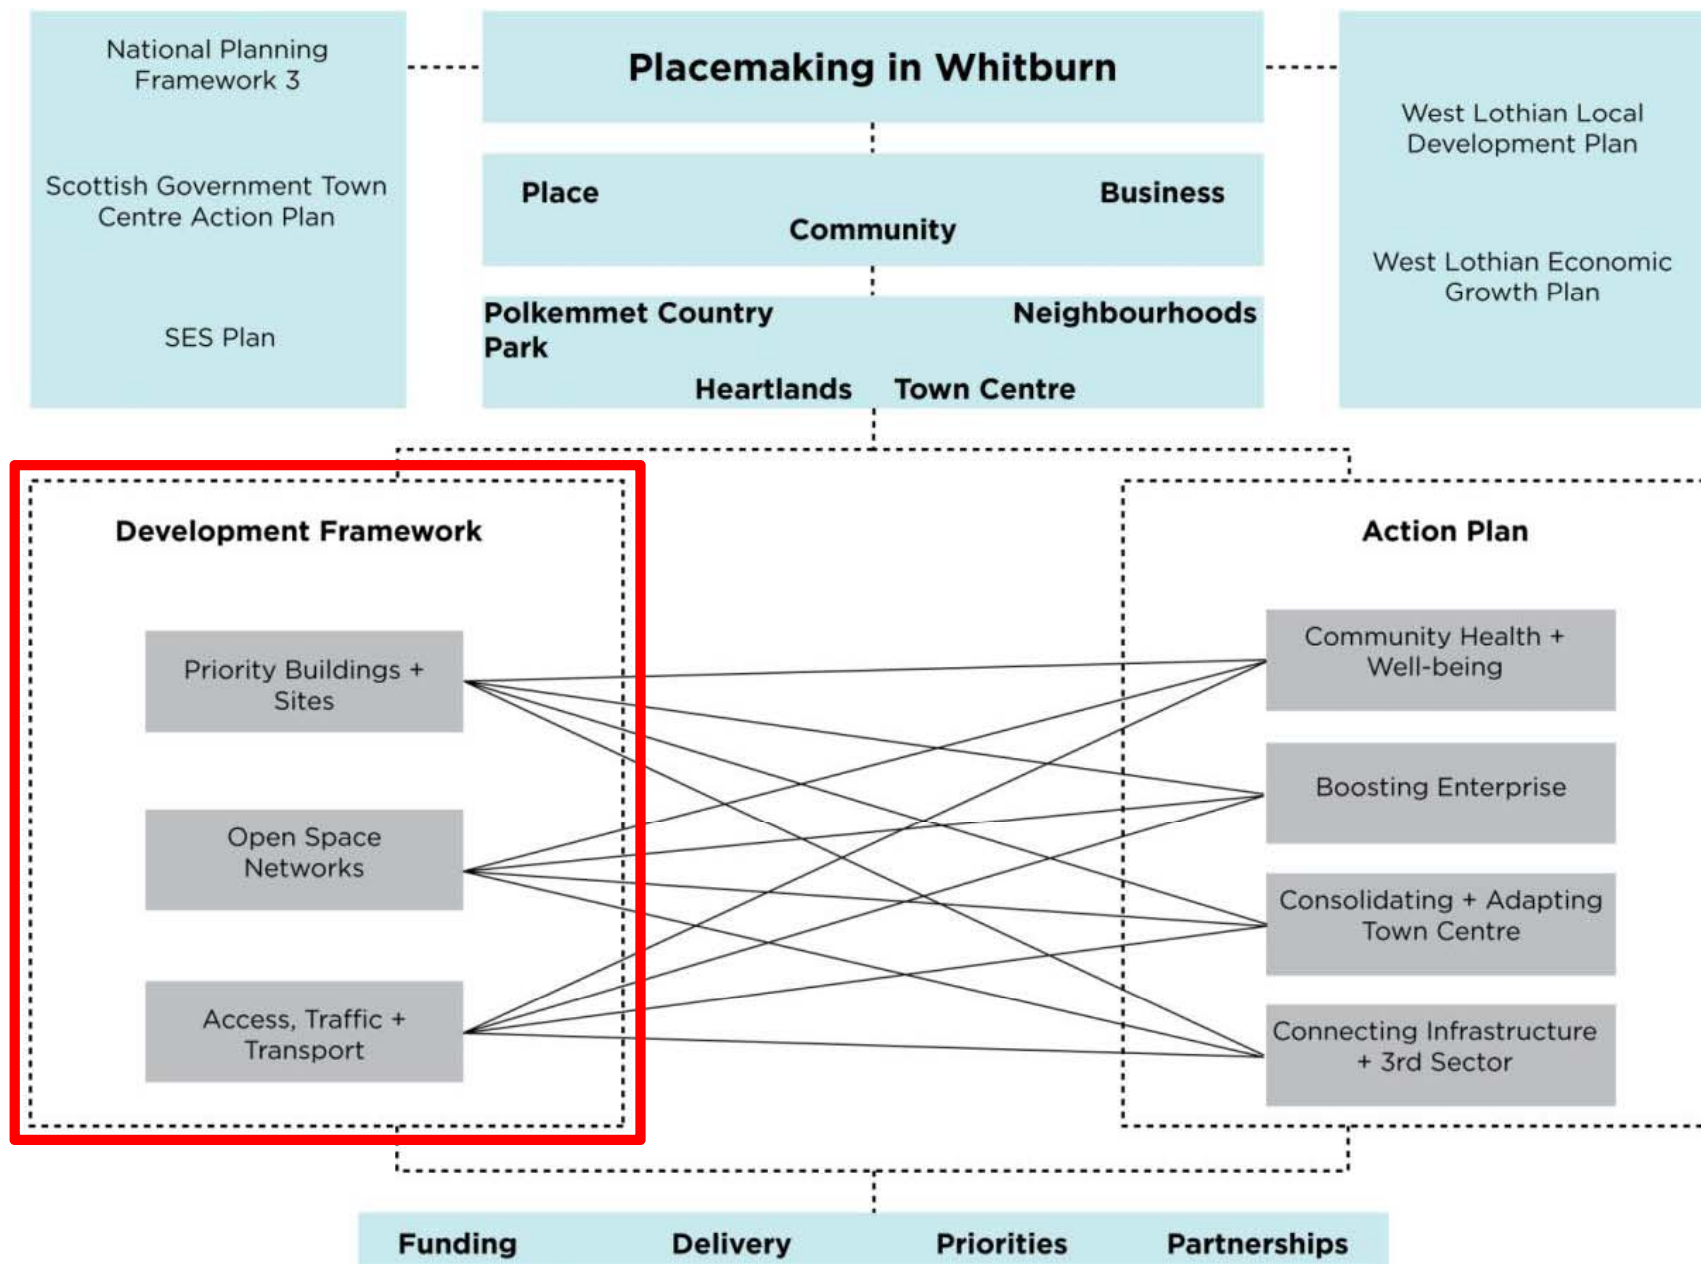 National Planning
Framework 3
Scottish Government Town
Centre Action Plan
SES Plan
Placemaking in Whitburn
Place
Business
Community
Polkemmet Country
Park
Neighbourhoods
Heartlands
Town Centre
West Lothian Local
Development Plan
West Lothian Economic
Growth Plan
Development Framework
Priority Buildings +
Sites
Open Space
Networks
Access, Traffic +
Transport
Action Plan
Community Health +
Well-being
Boosting Enterprise
Consolidating + Adapting
Town Centre
Connecting Infrastructure
+ 3rd Sector
Funding
Delivery
Priorities
Partnerships